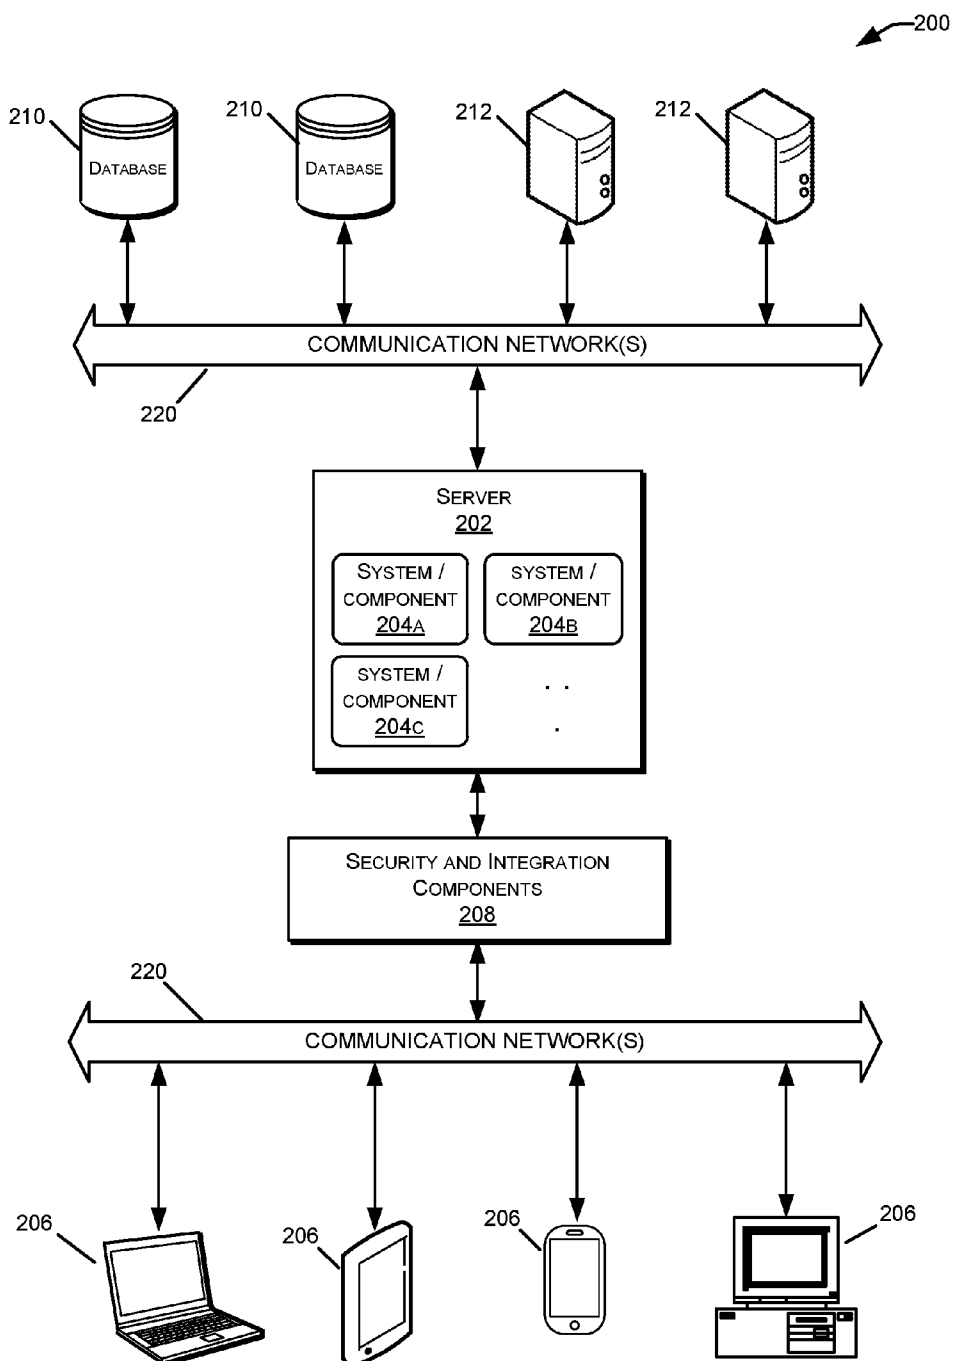 200
210
210
212
212
DATABASE
DATABASE
COMMUNICATION NETWORK(S)
220
SERVER
202
SYSTEM /
COMPONENT
204A
SYSTEM /
COMPONENT
204B
SYSTEM /
COMPONENT
204C
. .
.
SECURITY AND INTEGRATION
COMPONENTS
208
220
COMMUNICATION NETWORK(S)
206
206
206
206